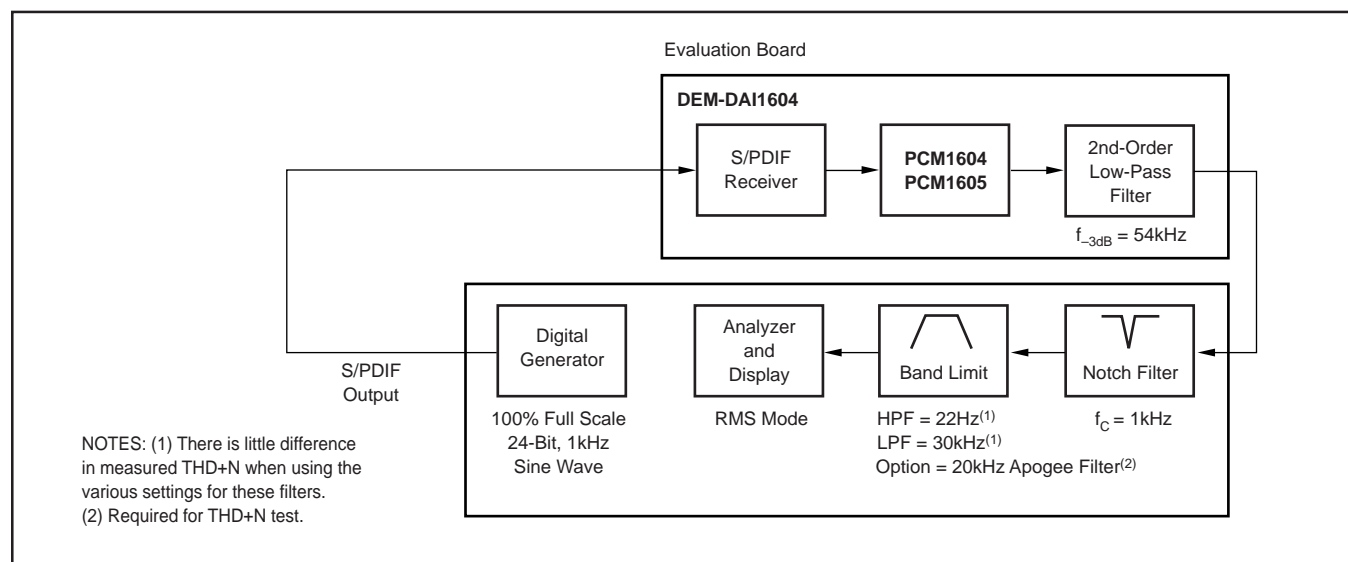 Evaluation Board
DEM-DAI1604
S/PDIF
Receiver
PCM1604
PCM1605
2nd-Order
Low-Pass
Filter
f–3dB = 54kHz
S/PDIF
Output
Digital
Generator
100% Full Scale
24-Bit, 1kHz
Sine Wave
Analyzer
and
Display
RMS Mode
Band Limit
HPF = 22Hz(1)
LPF = 30kHz(1)
Option = 20kHz Apogee Filter(2)
Notch Filter
fC = 1kHz
NOTES: (1) There is little difference
in measured THD+N when using the
various settings for these filters.
(2) Required for THD+N test.